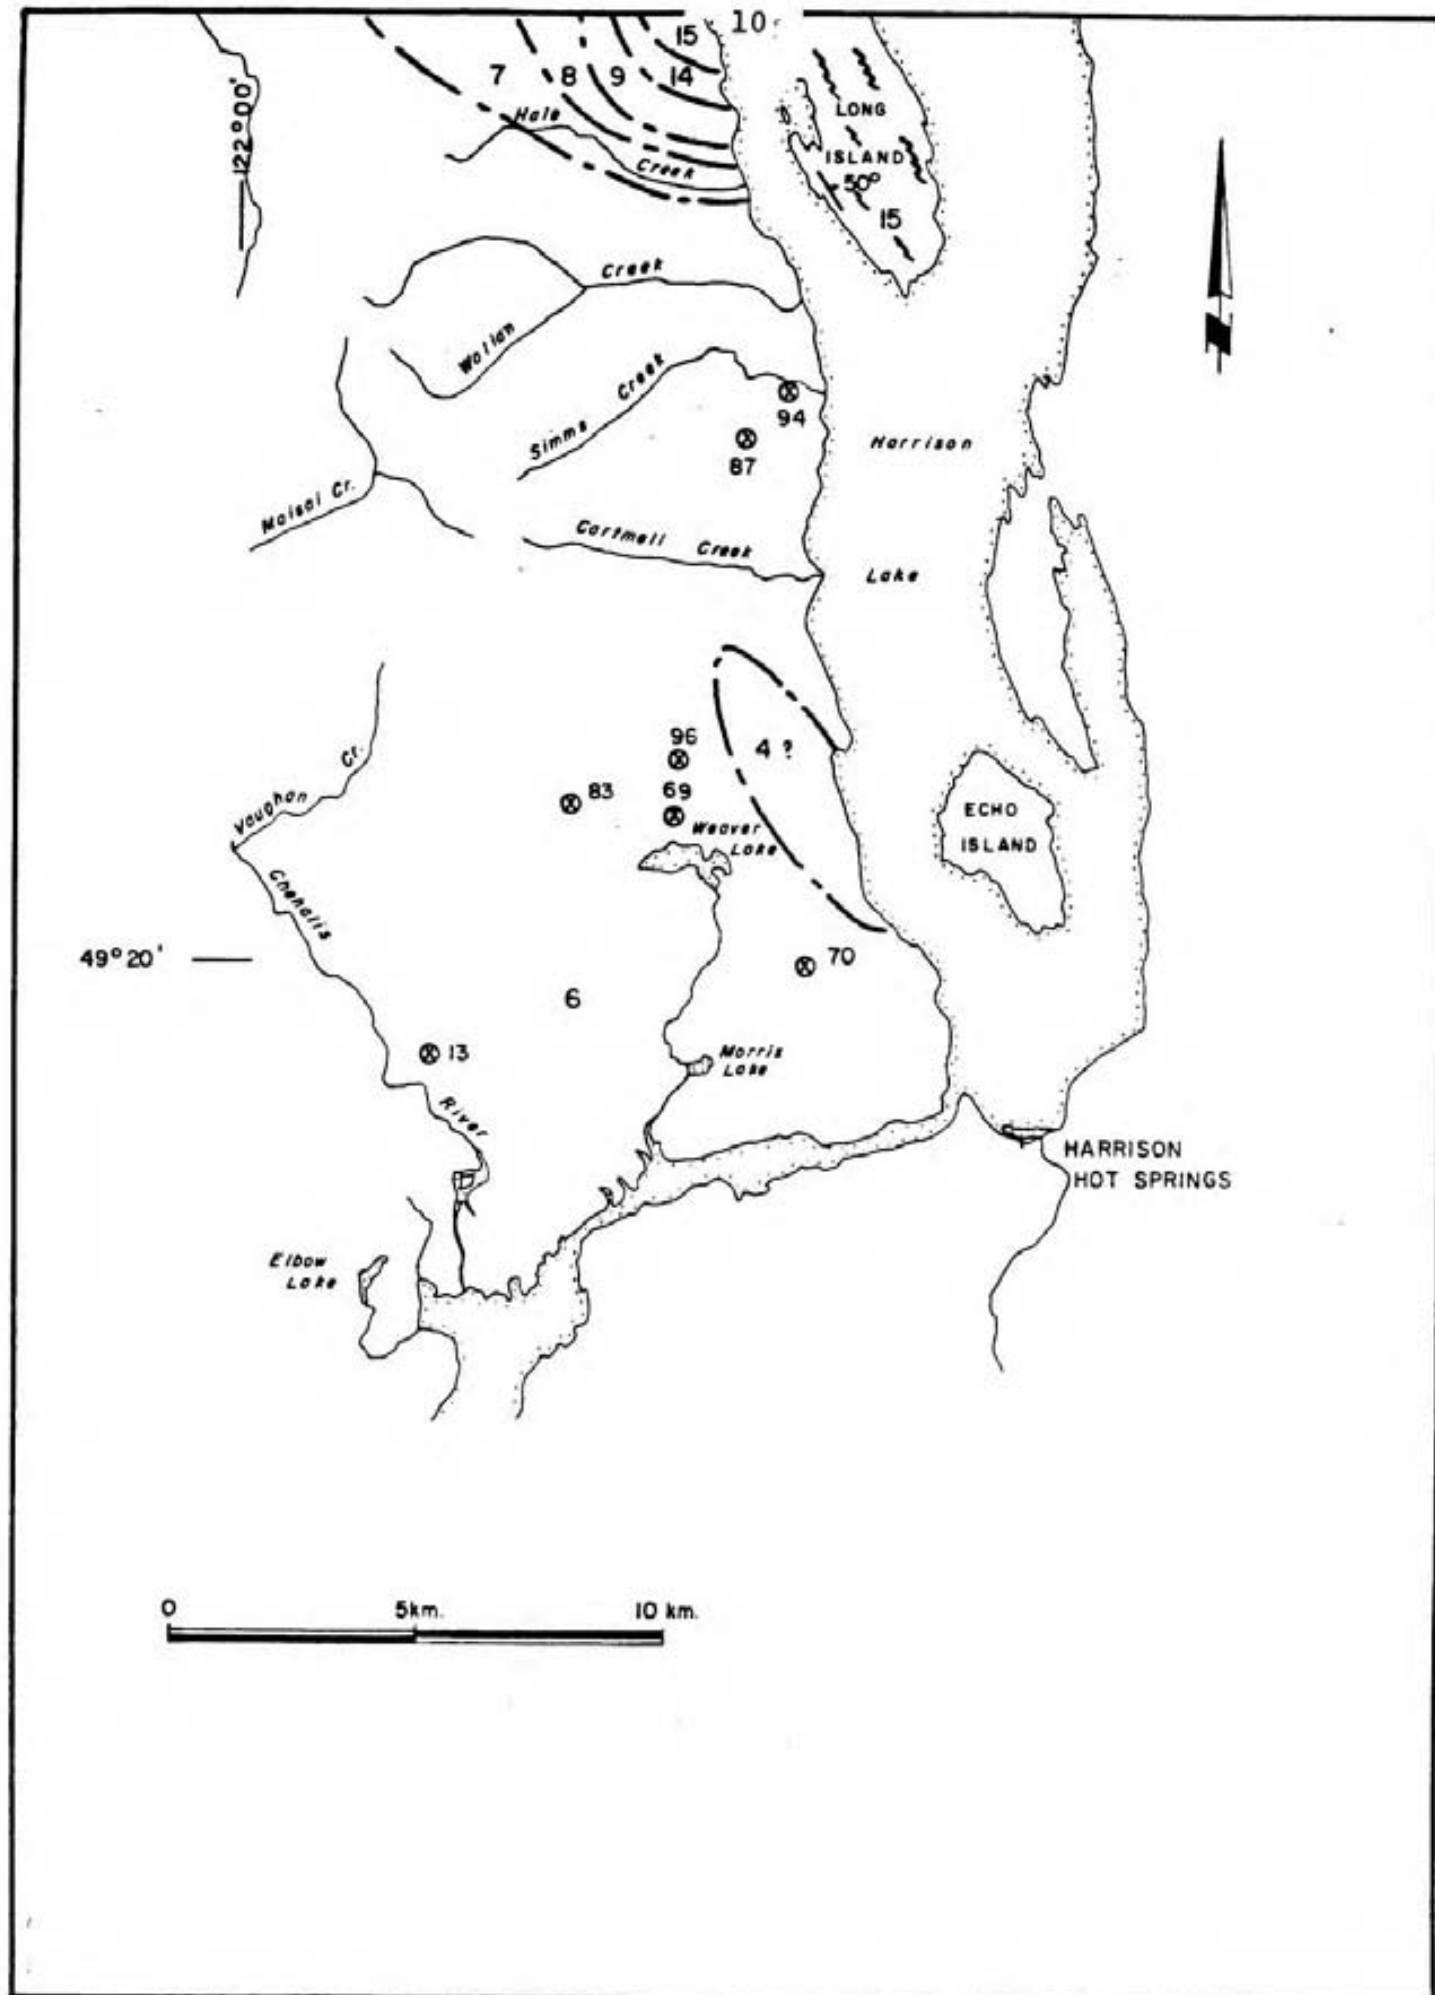 10
15
7 8 9 14
122°00'
Hale
Creek
LONG
ISLAND
50°
15
Creek
Wolian
Simms Creek
94
87
Harrison
Maisal Cr.
Cartmell Creek
Lake
96
4 ?
83
69
Weaver
Lake
ECHO
ISLAND
Vaughan Cr.
Chehalis
49°20'
70
6
13
Morris
Lake
River
HARRISON
HOT SPRINGS
Elbow
Lake
0 5km. 10 km.